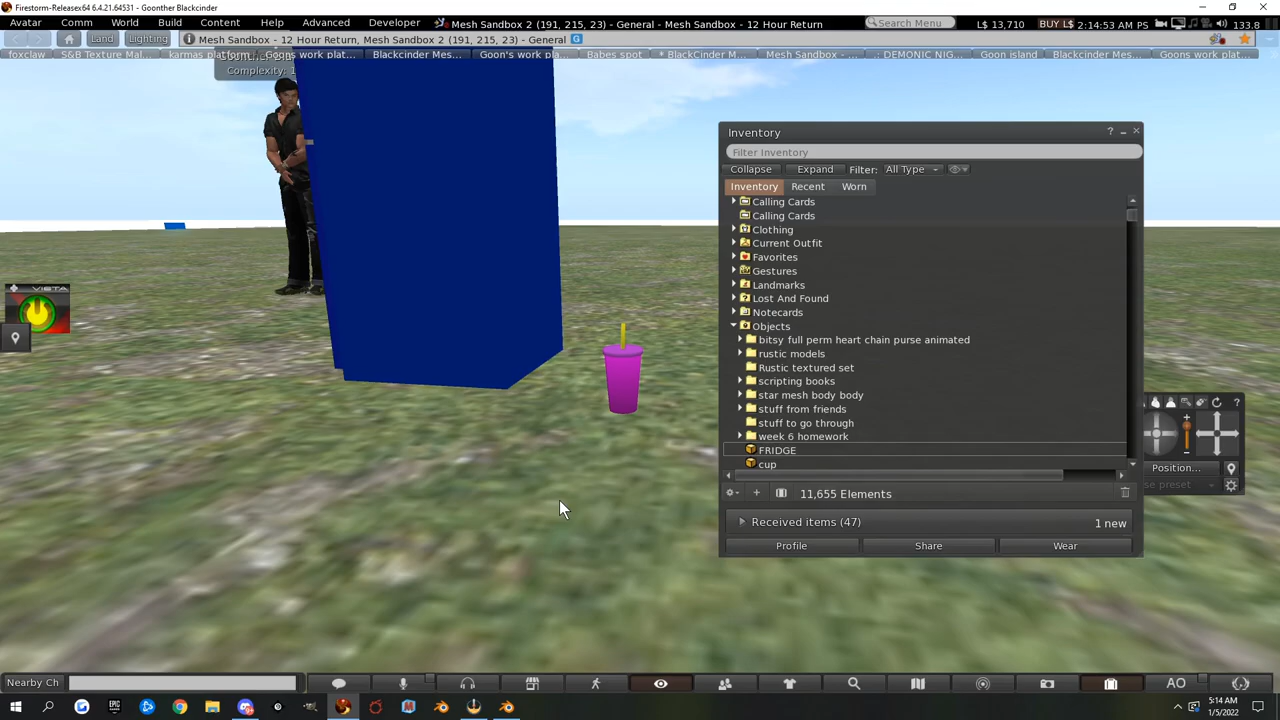 Firestorm-Releasex64 6.4.21.64531 - Goonther Blackcinder
Avatar Comm World Build Content Help Advanced Developer Mesh Sandbox 2 (191, 215, 23) - General - Mesh Sandbox - 12 Hour Return Search Menu L$ 13,710 BUY L$ 2:14:53 AM PS 133.8
Land Lighting Mesh Sandbox - 12 Hour Return, Mesh Sandbox 2 (191, 215, 23) - General G
foxclaw S&B Texture Mal... karmas platform Goons work plat... Blackcinder Mes... Goon's work pla... Babes spot * BlackCinder M... Mesh Sandbox - ... :: DEMONIC NIG... Goon island Blackcinder Mes... Goons work plat...
Complexity: 1
VISTA
Inventory ?
Filter Inventory
Collapse Expand Filter: All Type
Inventory Recent Worn
Calling Cards
Calling Cards
Clothing
Current Outfit
Favorites
Gestures
Landmarks
Lost And Found
Notecards
Objects
bitsy full perm heart chain purse animated
rustic models
Rustic textured set
scripting books
star mesh body body
stuff from friends
stuff to go through
week 6 homework
FRIDGE
cup
11,655 Elements
Received items (47) 1 new
Profile Share Wear
?
Position...
se preset
Nearby Ch AO
EPIC GAMES
5:14 AM
1/5/2022